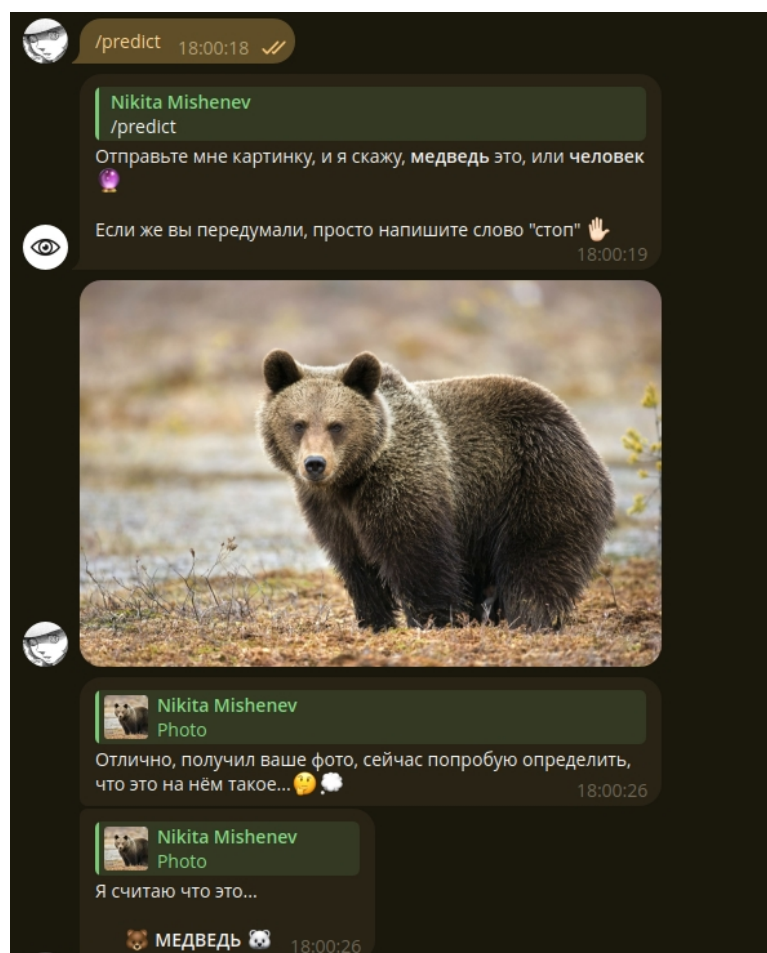 /predict 18:00:18
Nikita Mishenev
/predict
Отправьте мне картинку, и я скажу, медведь это, или человек
🔮
Если же вы передумали, просто напишите слово "стоп" 🖐🏻
18:00:19
Nikita Mishenev
Photo
Отлично, получил ваше фото, сейчас попробую определить,
что это на нём такое...🤔💭
18:00:26
Nikita Mishenev
Photo
Я считаю что это...
🐻 МЕДВЕДЬ 🐻‍❄️ 18:00:26